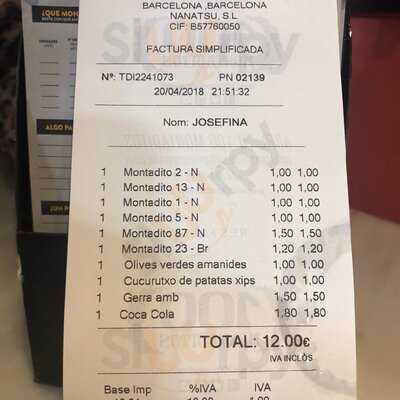 ¿QUE MON
ALGO PA
BARCELONA ,BARCELONA
NANATSU, S.L
CIF: B57760050
FACTURA SIMPLIFICADA
Nº: TDI2241073 PN 02139
20/04/2018 21:51:32
Nom: JOSEFINA
1 Montadito 2 - N 1,00 1,00
1 Montadito 13 - N 1,00 1,00
1 Montadito 1 - N 1,00 1,00
1 Montadito 5 - N 1,00 1,00
1 Montadito 87 - N 1,50 1,50
1 Montadito 23 - Br 1,20 1,20
1 Olives verdes amanides 1,00 1,00
1 Cucurutxo de patatas xips 1,00 1,00
1 Gerra amb 1,50 1,50
1 Coca Cola 1,80 1,80
TOTAL: 12.00€
IVA INCLÒS
Base Imp %IVA IVA